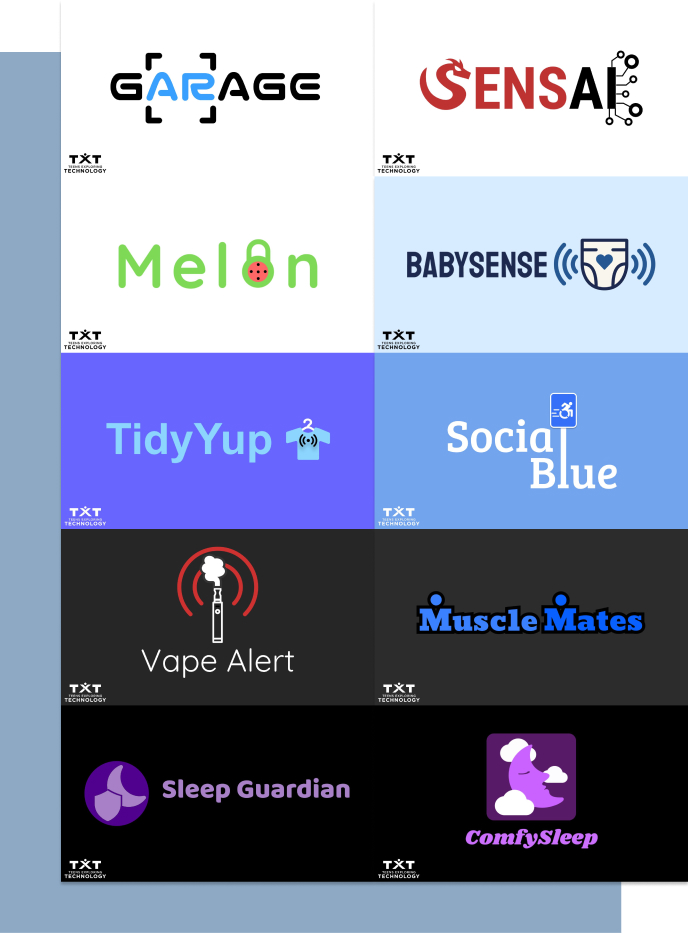 GARAGE
TXT
TEENS EXPLORING
TECHNOLOGY
SENSAI
TXT
TEENS EXPLORING
TECHNOLOGY
Melon
TXT
TEENS EXPLORING
TECHNOLOGY
BABYSENSE
TXT
TEENS EXPLORING
TECHNOLOGY
TidyYup
TXT
TEENS EXPLORING
TECHNOLOGY
Social
Blue
TXT
TEENS EXPLORING
TECHNOLOGY
Vape Alert
TXT
TEENS EXPLORING
TECHNOLOGY
Muscle Mates
TXT
TEENS EXPLORING
TECHNOLOGY
Sleep Guardian
TXT
TEENS EXPLORING
TECHNOLOGY
ComfySleep
TXT
TEENS EXPLORING
TECHNOLOGY